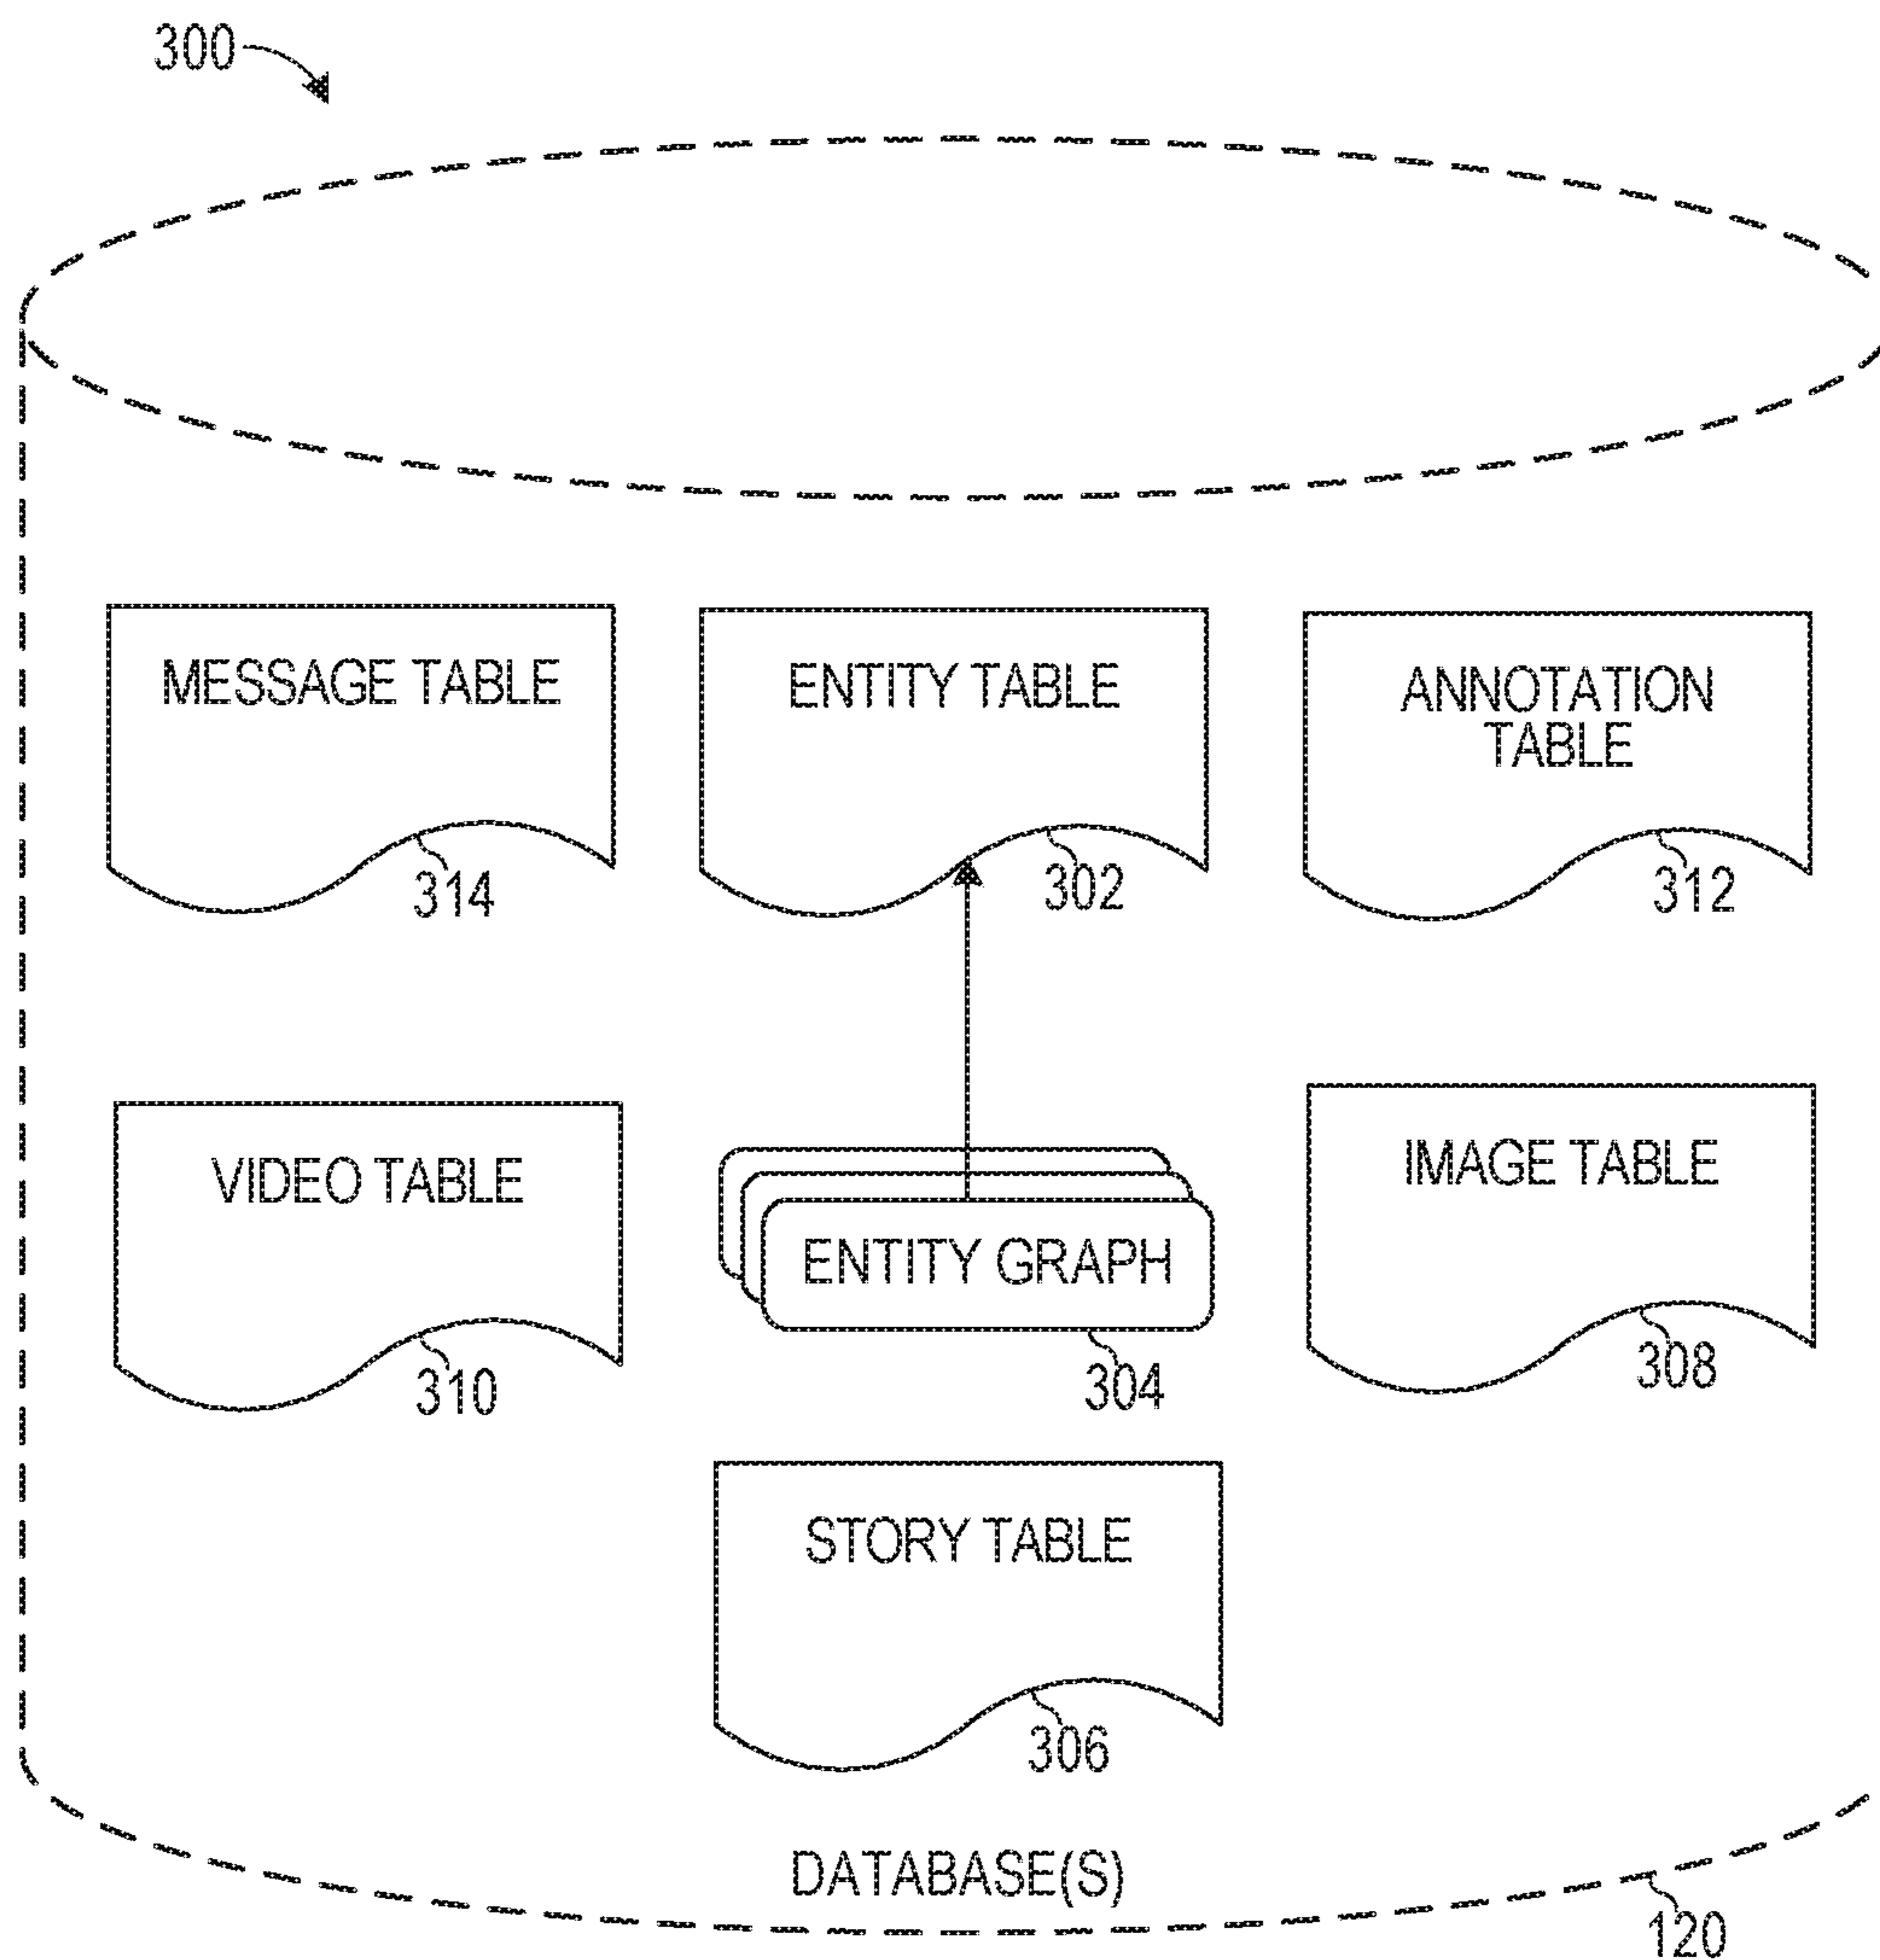 300
MESSAGE TABLE
314
ENTITY TABLE
302
ANNOTATION
TABLE
312
VIDEO TABLE
310
ENTITY GRAPH
304
IMAGE TABLE
308
STORY TABLE
306
DATABASE(S)
120